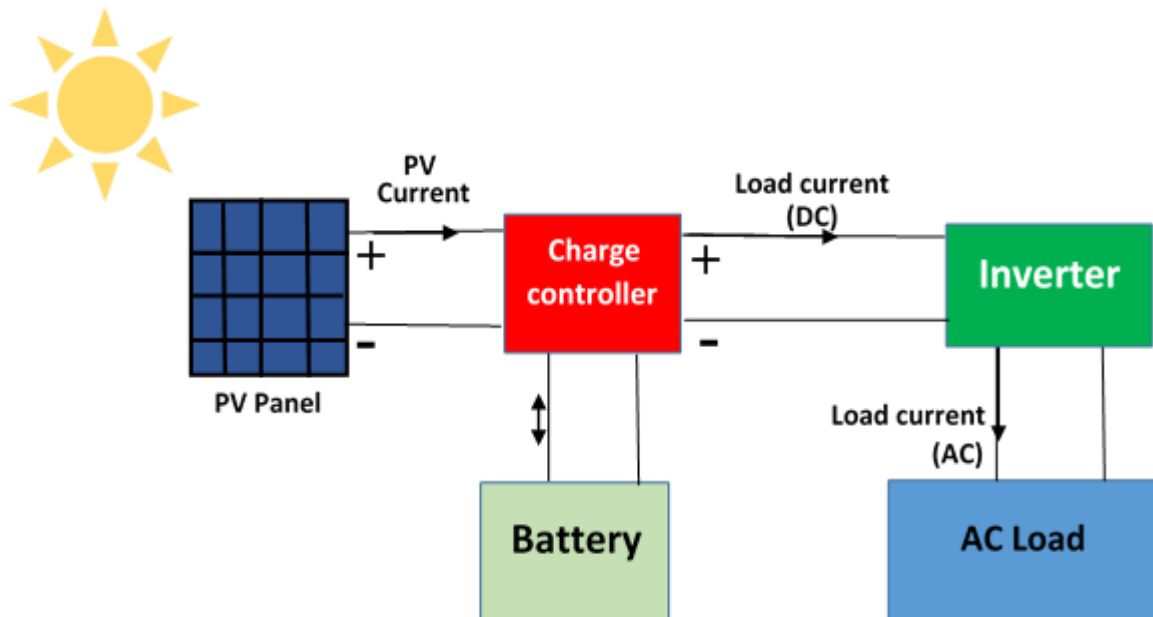 PV
Current
+
-
PV Panel
Charge
controller
Load current
(DC)
+
-
Inverter
Load current
(AC)
Battery
AC Load